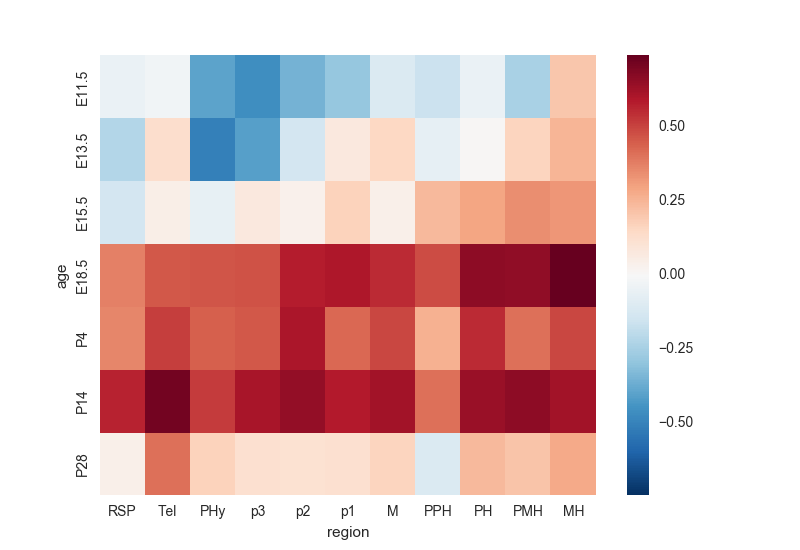 E11.5
E13.5
E15.5
E18.5
P4
P14
P28
age
RSP Tel PHy p3 p2 p1 M PPH PH PMH MH
region
0.50
0.25
0.00
−0.25
−0.50